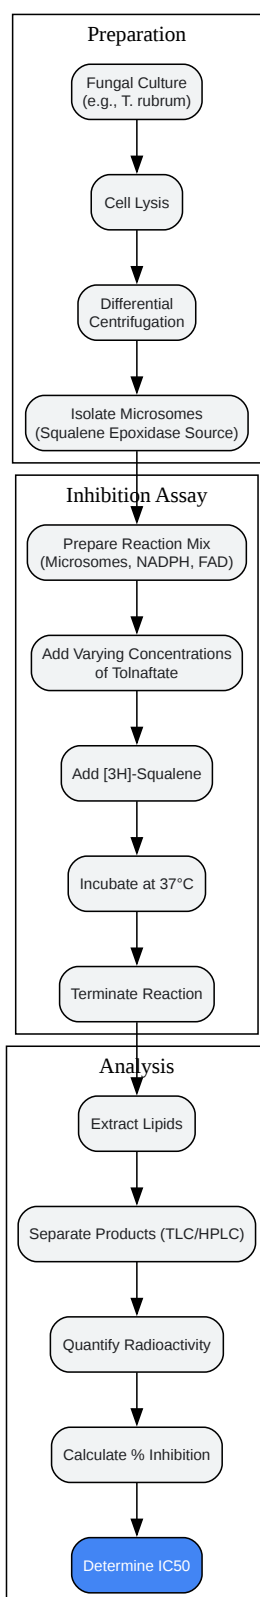 Preparation
Fungal Culture
(e.g., T. rubrum)
Cell Lysis
Differential
Centrifugation
Isolate Microsomes
(Squalene Epoxidase Source)
Inhibition Assay
Prepare Reaction Mix
(Microsomes, NADPH, FAD)
Add Varying Concentrations
of Tolnaftate
Add [3H]-Squalene
Incubate at 37°C
Terminate Reaction
Analysis
Extract Lipids
Separate Products (TLC/HPLC)
Quantify Radioactivity
Calculate % Inhibition
Determine IC50